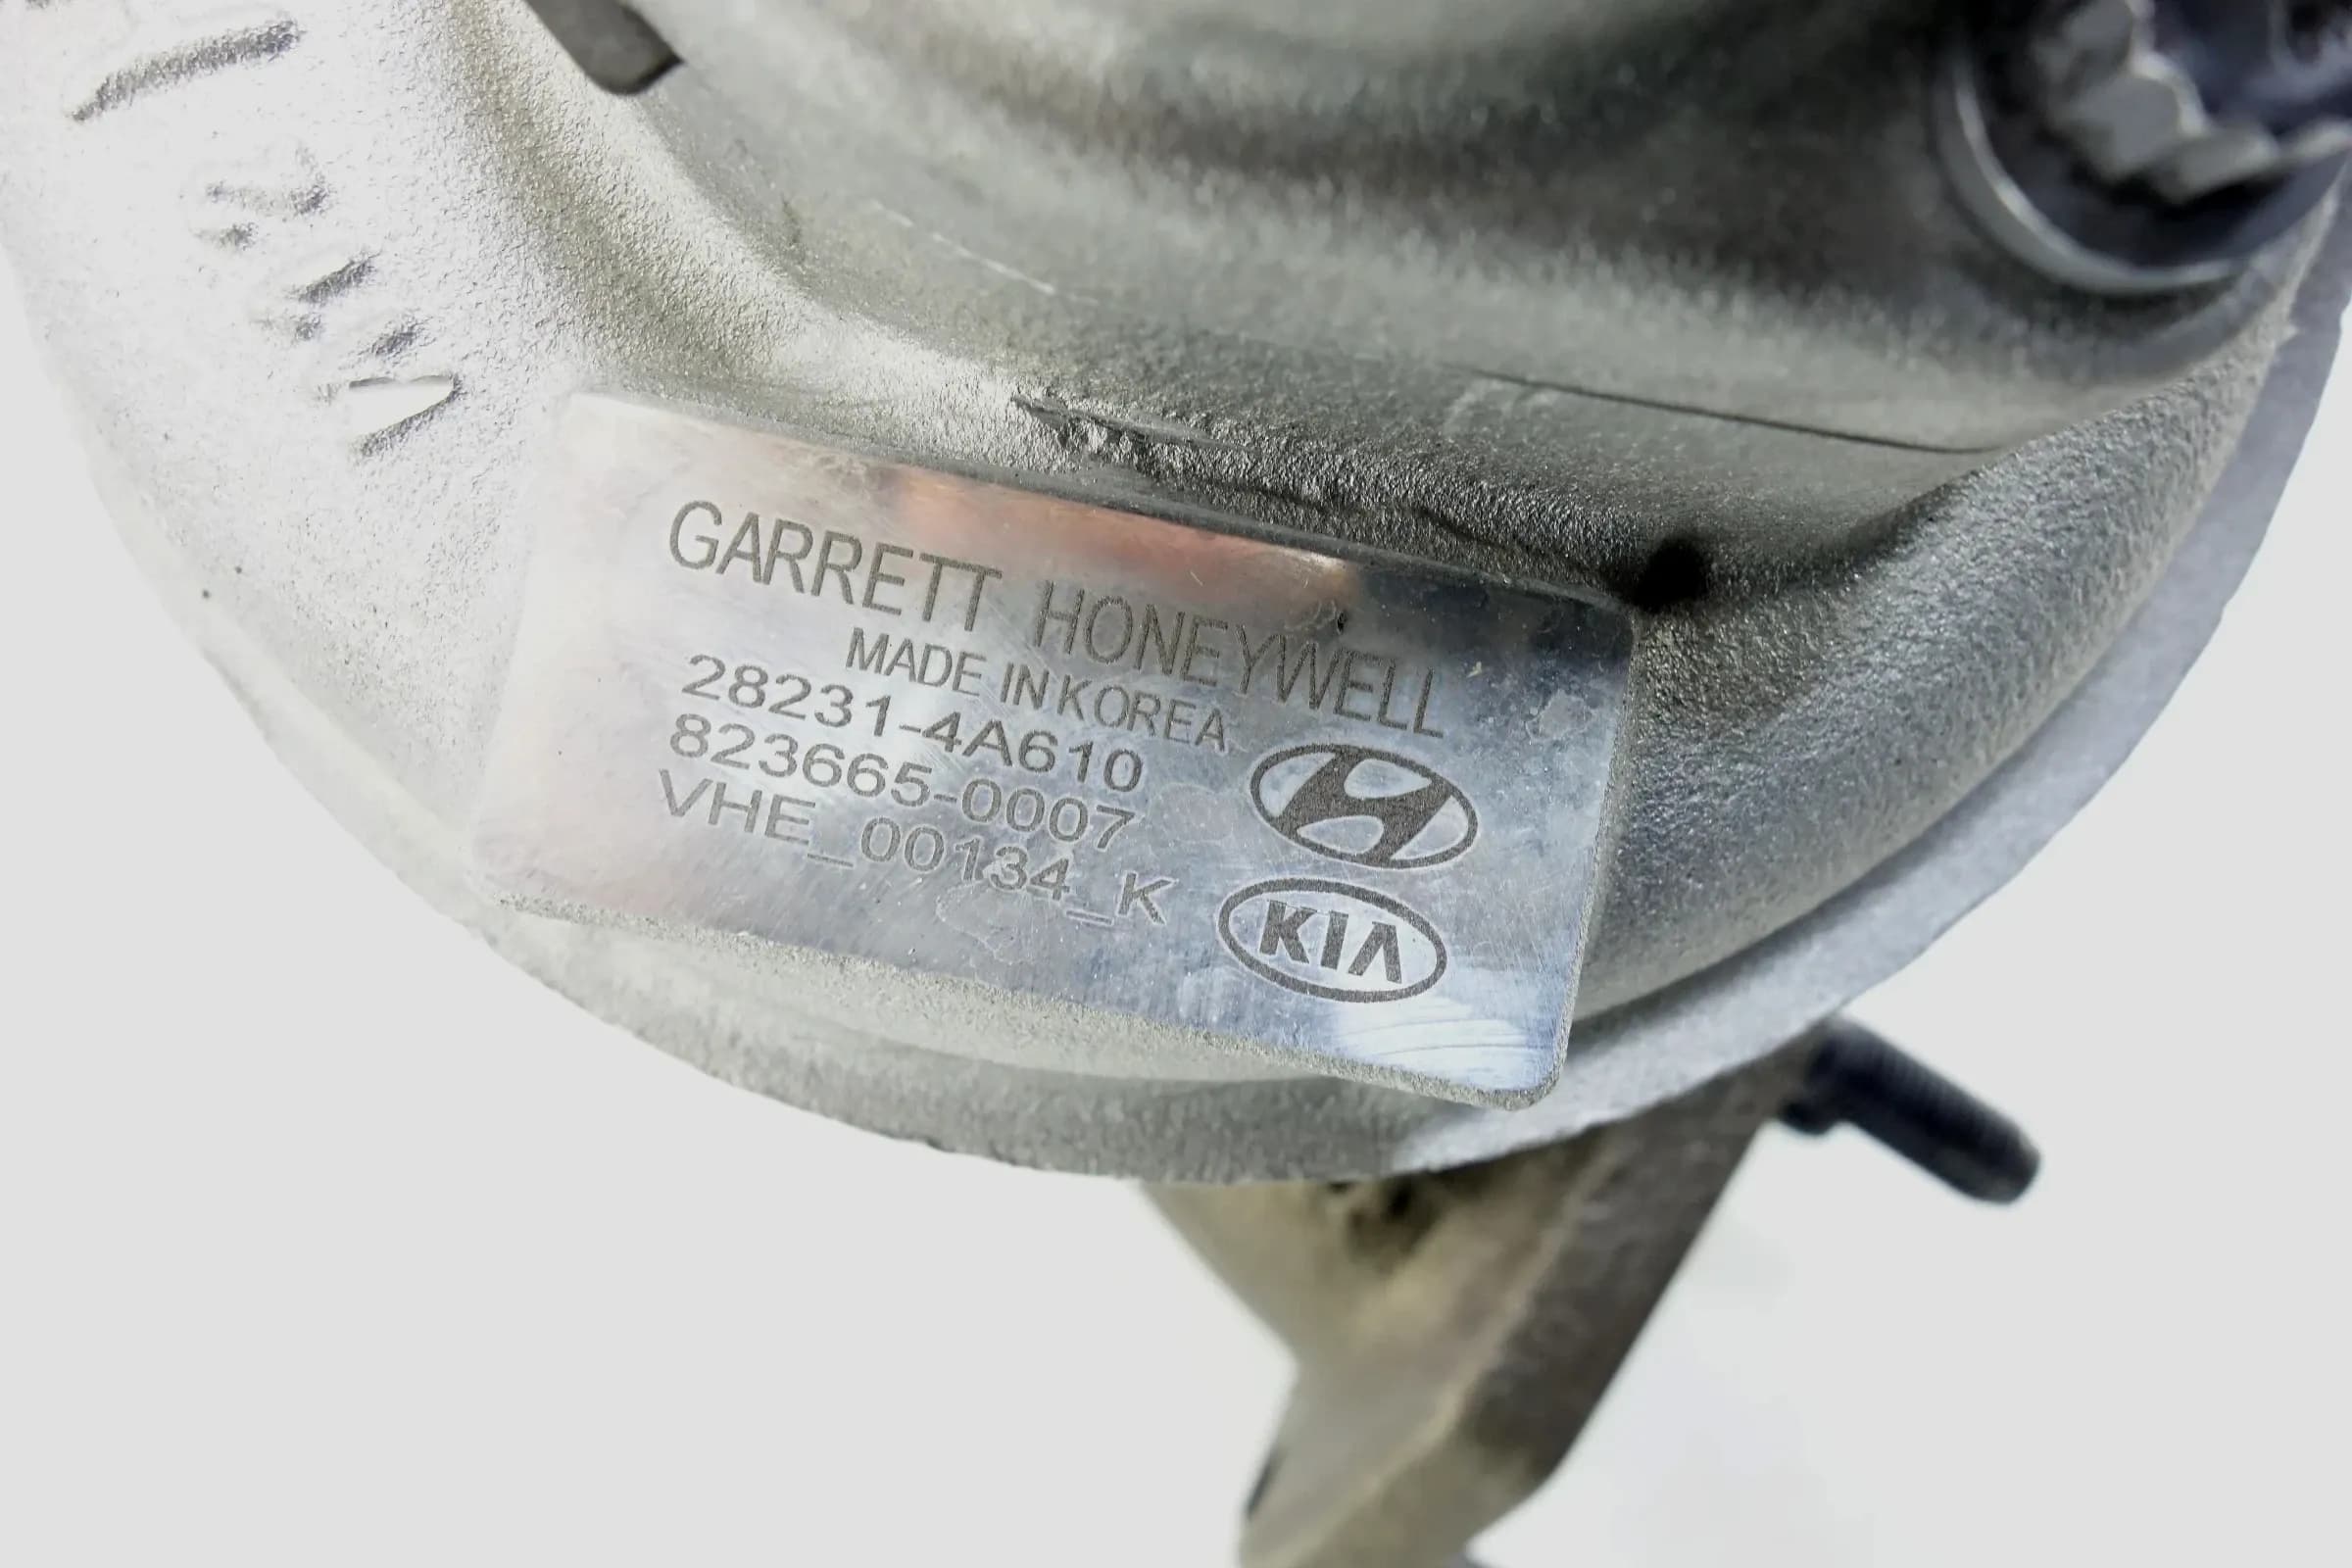 GARRETT HONEYWELL
MADE IN KOREA
28231-4A610
823665-0007
VHE_00134_K
KIA